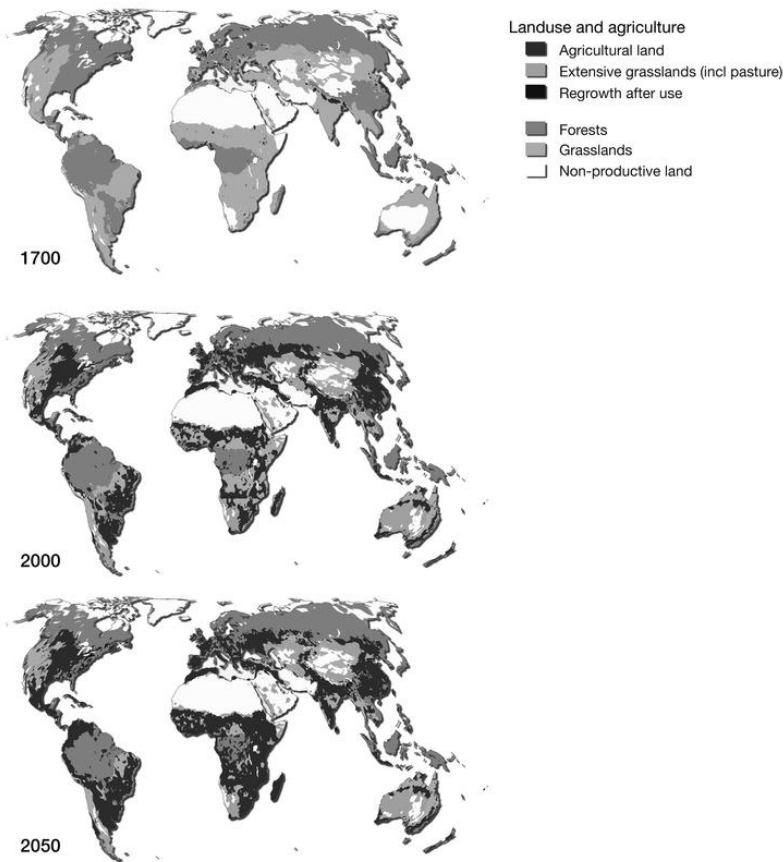 Landuse and agriculture
Agricultural land
Extensive grasslands (incl pasture)
Regrowth after use
Forests
Grasslands
Non-productive land
1700
2000
2050